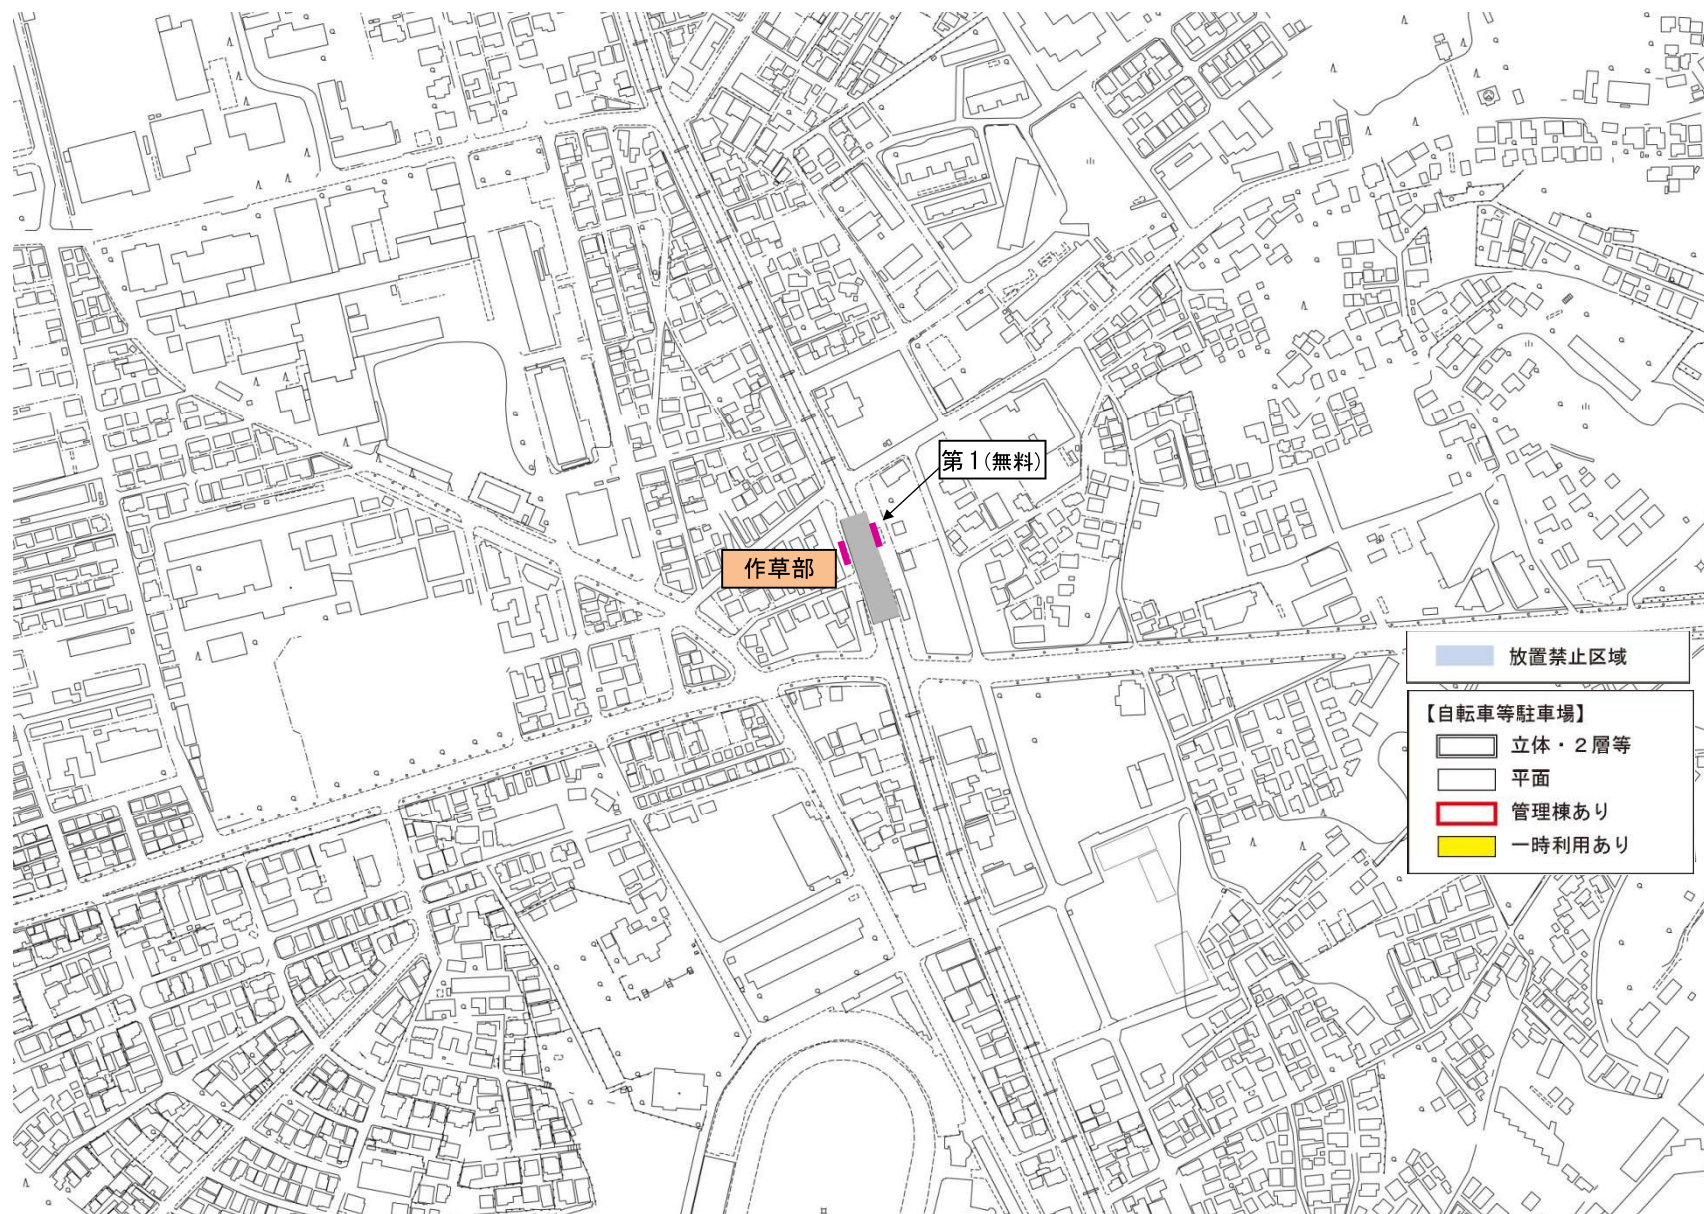 第1(無料)
作草部
放置禁止区域
【自転車等駐車場】
立体・2層等
平面
管理棟あり
一時利用あり